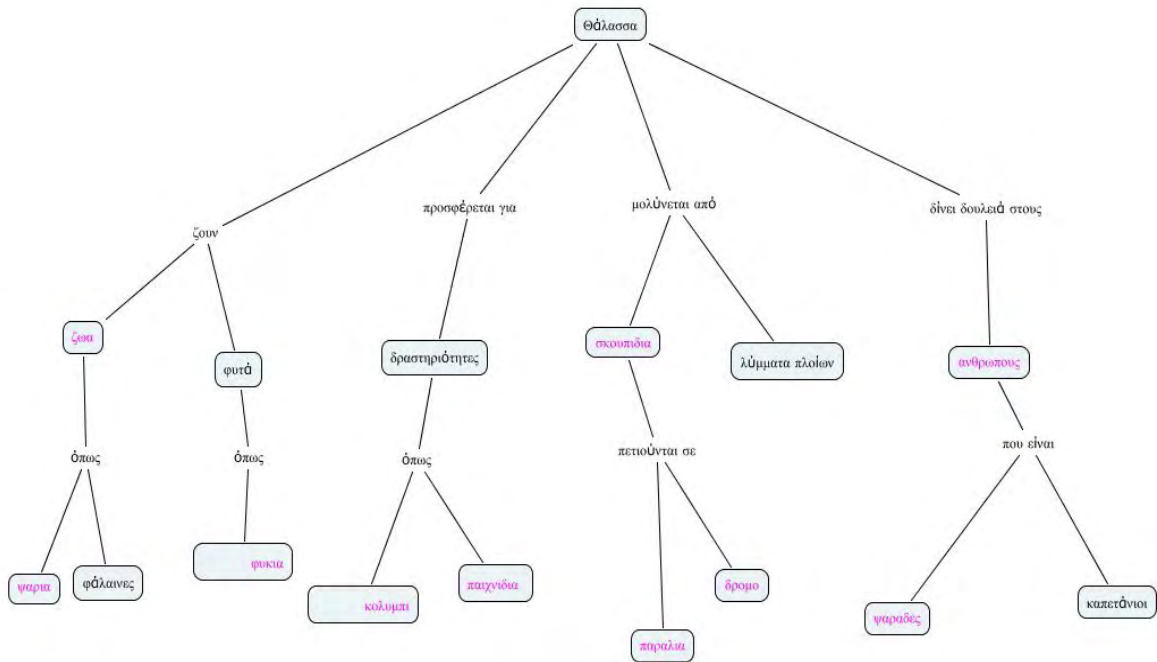 Θάλασσα
ζουν
προσφέρεται για
μολύνεται από
δίνει δουλειά στους
ζωα
φυτά
δραστηριότητες
σκουπιδια
λύμματα πλοίων
ανθρωπους
όπως
όπως
όπως
πετιούνται σε
που είναι
ψαρια
φάλαινες
φυκια
κολυμπι
παιχνιδια
παραλια
δρομο
ψαραδες
καπετάνιοι